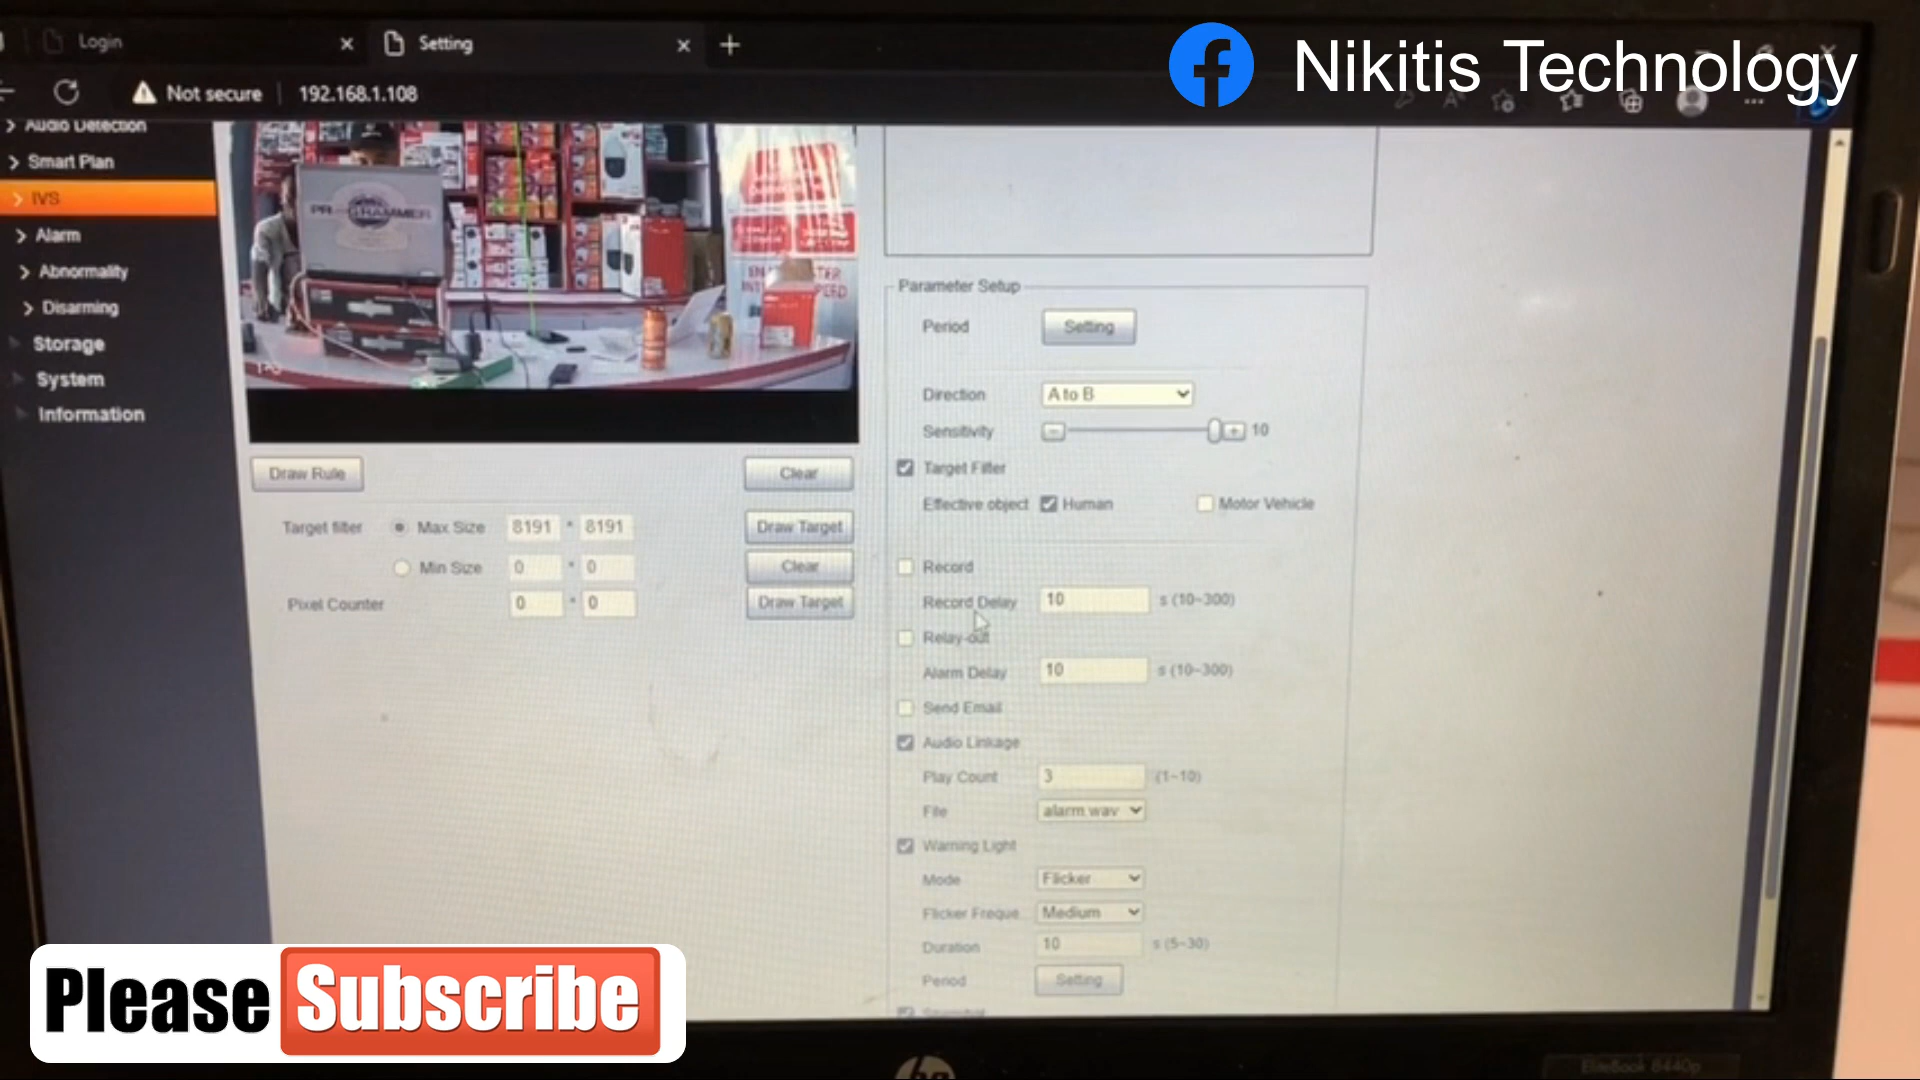 Login
Setting
Nikitis Technology
Not secure
192.168.1.108
Audio Detection
Smart Plan
IVS
Alarm
Abnormality
Disarming
Storage
System
Information
PROGRAMMER
Draw Rule
Clear
Target filter Max Size 8191 * 8191 Draw Target
Min Size 0 * 0 Clear
Pixel Counter 0 * 0 Draw Target
Parameter Setup
Period Setting
Direction A to B
Sensitivity 10
Target Filter
Effective object Human Motor Vehicle
Record
Record Delay 10 s (10~300)
Relay-out
Alarm Delay 10 s (10~300)
Send Email
Audio Linkage
Play Count 3 (1~10)
File alarm.wav
Warning Light
Mode Flicker
Flicker Freque Medium
Duration 10 s (5~30)
Period Setting
Please Subscribe
hp
EliteBook 8440p